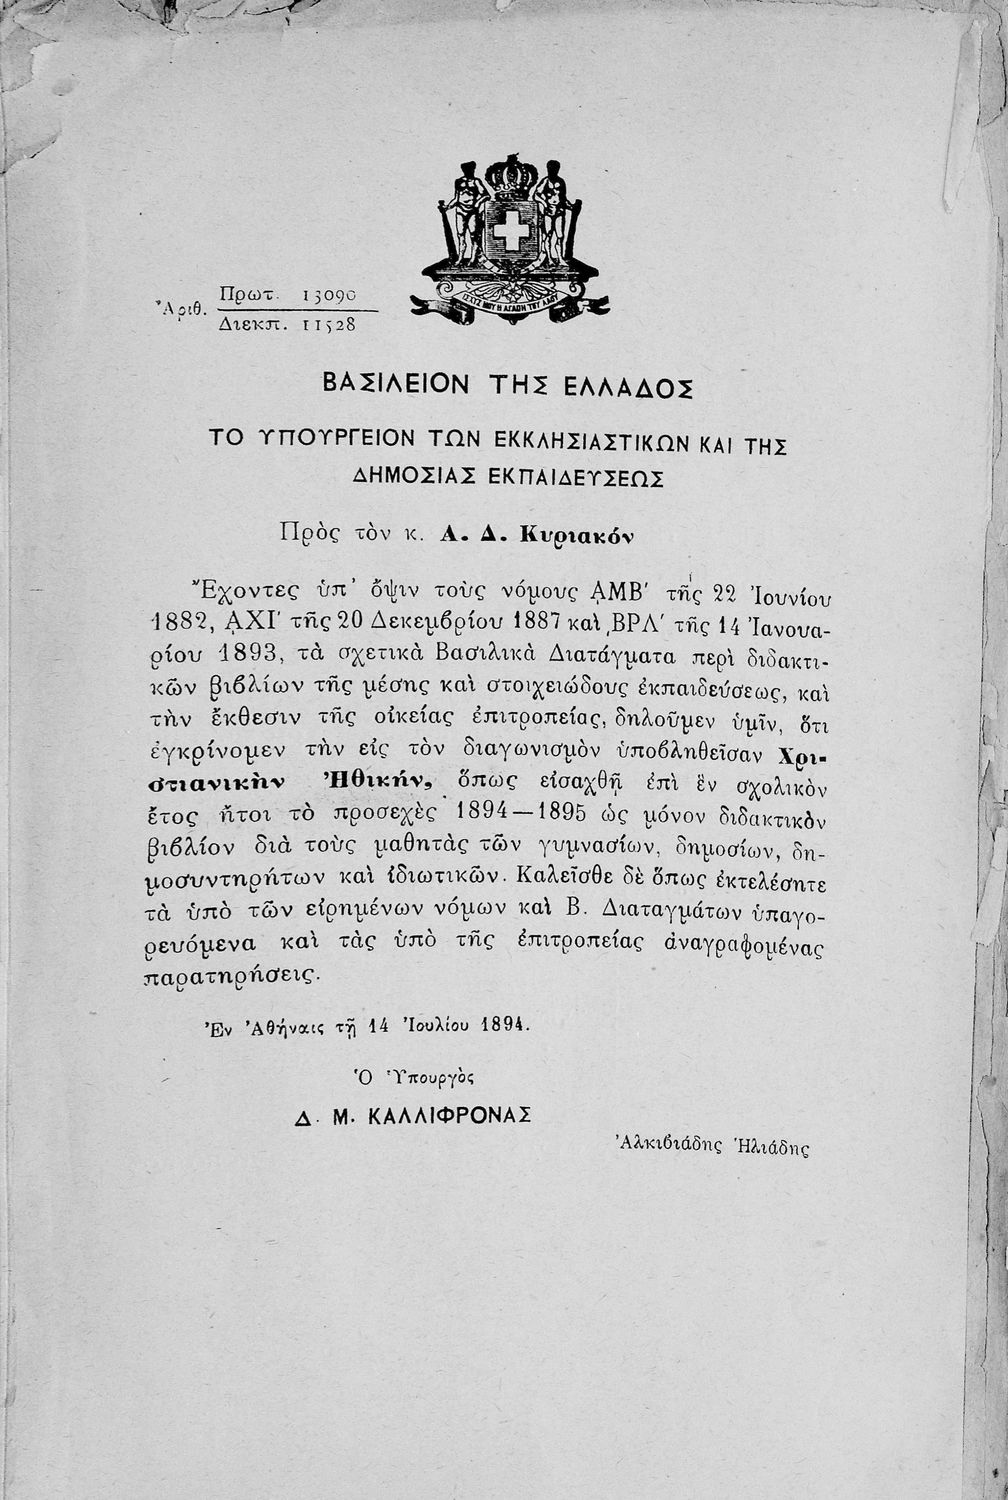 ΙΣΧΥΣ ΜΟΥ Η ΑΓΑΠΗ ΤΟΥ ΛΑΟΥ
Ἀριθ. Πρωτ. 13090
Διεκπ. 11528
ΒΑΣΙΛΕΙΟΝ ΤΗΣ ΕΛΛΑΔΟΣ
ΤΟ ΥΠΟΥΡΓΕΙΟΝ ΤΩΝ ΕΚΚΛΗΣΙΑΣΤΙΚΩΝ ΚΑΙ ΤΗΣ
ΔΗΜΟΣΙΑΣ ΕΚΠΑΙΔΕΥΣΕΩΣ
Πρὸς τὸν κ. Α. Δ. Κυριακόν
Ἔχοντες ὑπ' ὄψιν τοὺς νόμους ͵ΑΜΒ' τῆς 22 Ἰουνίου
1882, ͵ΑΧΙ' τῆς 20 Δεκεμβρίου 1887 καὶ ͵ΒΡΛ' τῆς 14 Ἰανουα-
ρίου 1893, τὰ σχετικὰ Βασιλικὰ Διατάγματα περὶ διδακτι-
κῶν βιβλίων τῆς μέσης καὶ στοιχειώδους ἐκπαιδεύσεως, καὶ
τὴν ἔκθεσιν τῆς οἰκείας ἐπιτροπείας, δηλοῦμεν ὑμῖν, ὅτι
ἐγκρίνομεν τὴν εἰς τὸν διαγωνισμὸν ὑποβληθεῖσαν Χρι-
στιανικὴν Ἠθικήν, ὅπως εἰσαχθῇ ἐπὶ ἓν σχολικὸν
ἔτος ἤτοι τὸ προσεχὲς 1894—1895 ὡς μόνον διδακτικὸν
βιβλίον διὰ τοὺς μαθητὰς τῶν γυμνασίων, δημοσίων, δη-
μοσυντηρήτων καὶ ἰδιωτικῶν. Καλεῖσθε δὲ ὅπως ἐκτελέσητε
τὰ ὑπὸ τῶν εἰρημένων νόμων καὶ Β. Διαταγμάτων ὑπαγο-
ρευόμενα καὶ τὰς ὑπὸ τῆς ἐπιτροπείας ἀναγραφομένας
παρατηρήσεις.
Ἐν Ἀθήναις τῇ 14 Ἰουλίου 1894.
Ὁ Ὑπουργὸς
Δ. Μ. ΚΑΛΛΙΦΡΟΝΑΣ
Ἀλκιβιάδης Ἠλιάδης